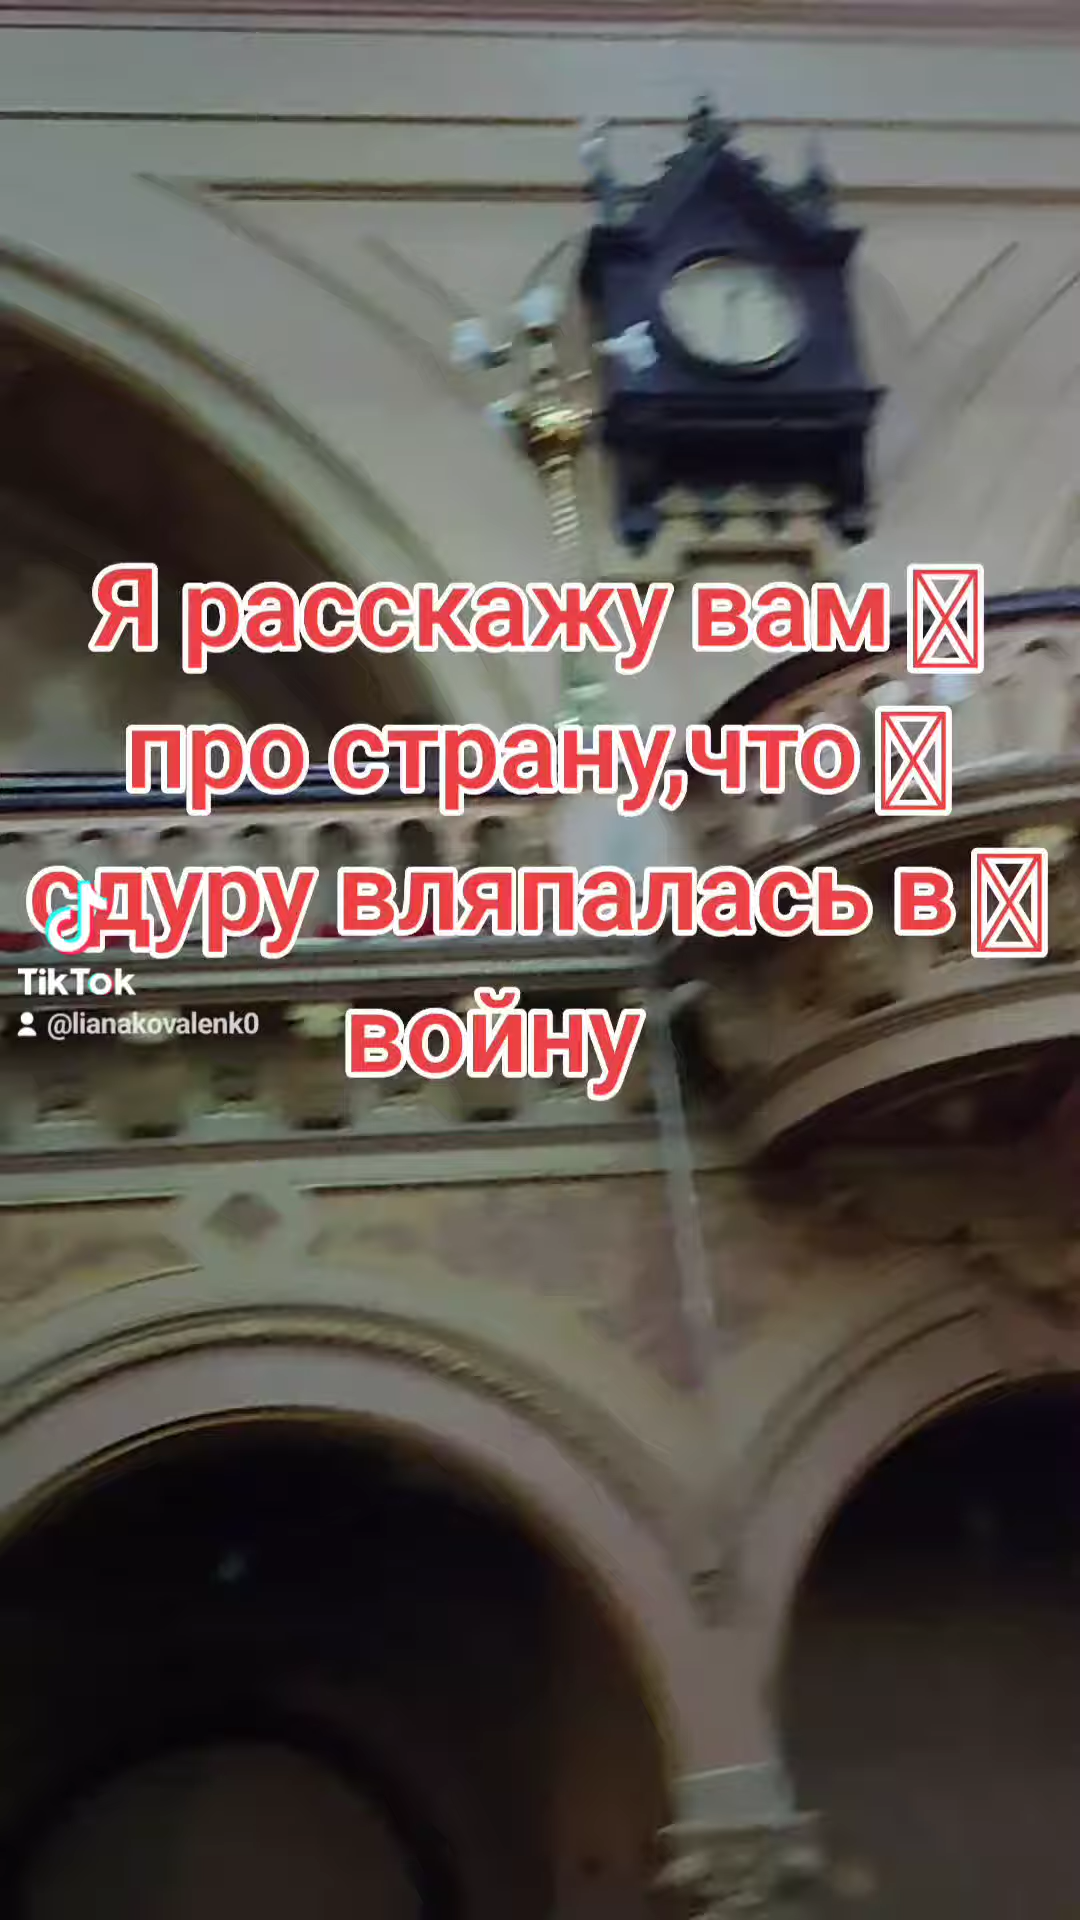 Я расскажу вам
про страну,что
сдуру вляпалась в
войну
TikTok
@lianakovalenk0